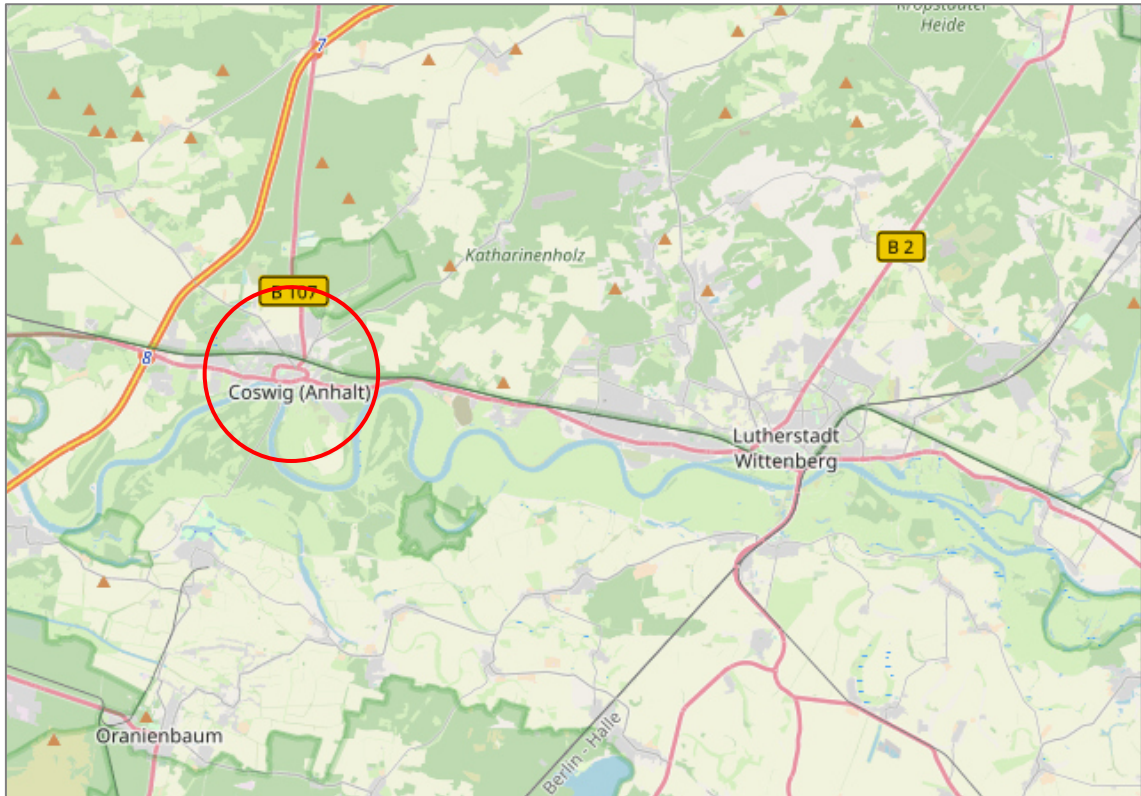 Kropstädter
Heide
7
Katharinenholz
B 2
B 107
8
Coswig (Anhalt)
Lutherstadt
Wittenberg
Oranienbaum
Berlin - Halle